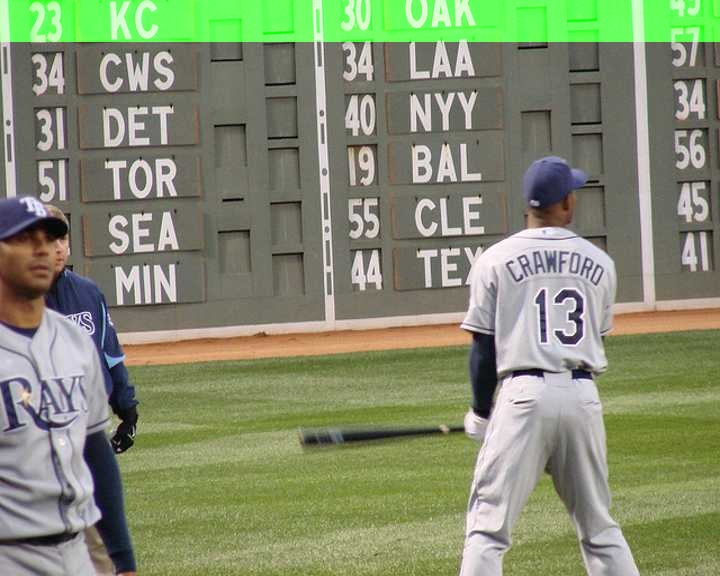 23 KC 30 OAK
34 CWS 34 LAA 57
31 DET 40 NYY 34
51 TOR 19 BAL 56
SEA 55 CLE 45
MIN 44 TEX 41
CRAWFORD
13
TB
RAYS